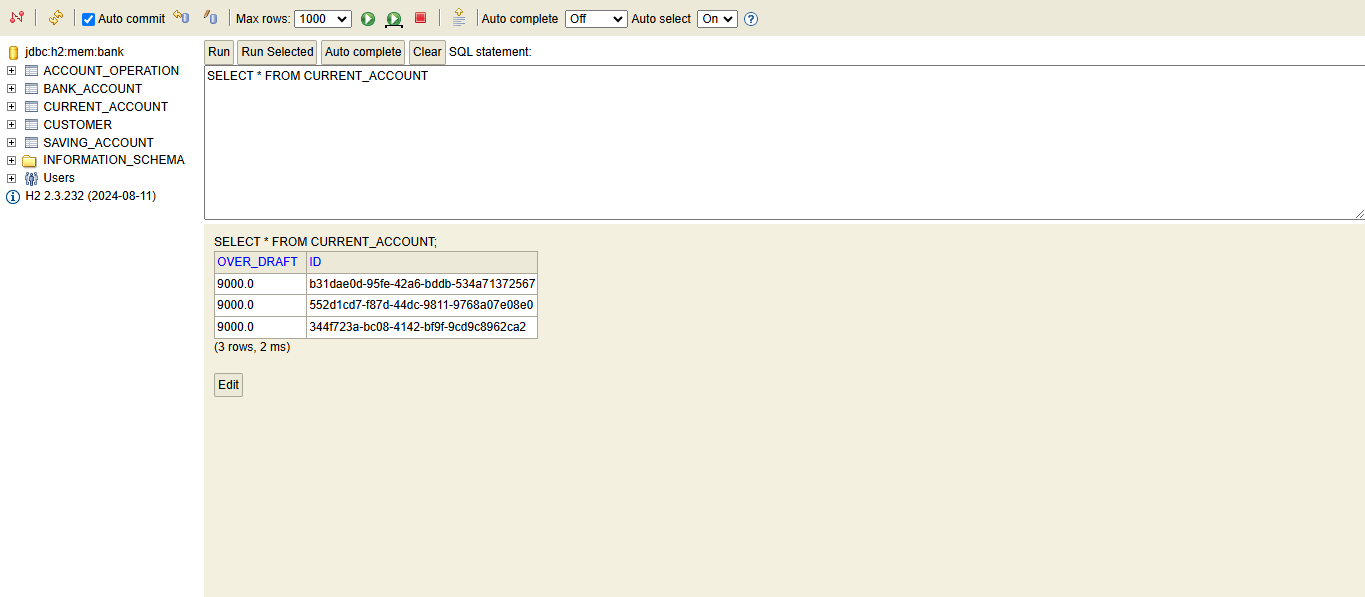 Auto commit Max rows: 1000 Auto complete Off Auto select On ?
jdbc:h2:mem:bank
ACCOUNT_OPERATION
BANK_ACCOUNT
CURRENT_ACCOUNT
CUSTOMER
SAVING_ACCOUNT
INFORMATION_SCHEMA
Users
H2 2.3.232 (2024-08-11)
Run Run Selected Auto complete Clear SQL statement:
SELECT * FROM CURRENT_ACCOUNT
SELECT * FROM CURRENT_ACCOUNT;
OVER_DRAFT ID
9000.0 b31dae0d-95fe-42a6-bddb-534a71372567
9000.0 552d1cd7-f87d-44dc-9811-9768a07e08e0
9000.0 344f723a-bc08-4142-bf9f-9cd9c8962ca2
(3 rows, 2 ms)
Edit